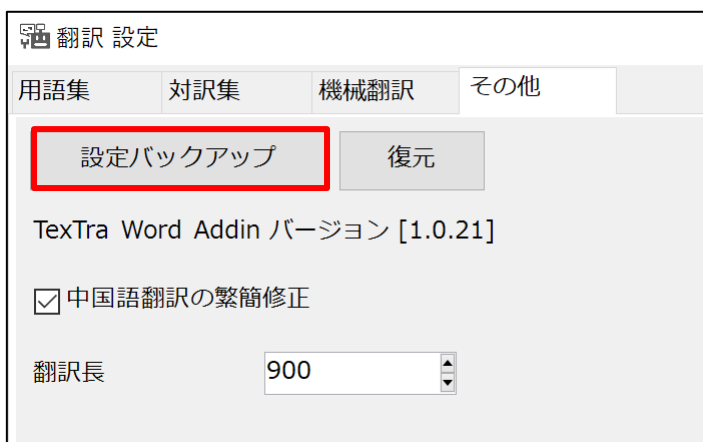 翻訳 設定
用語集 対訳集 機械翻訳 その他
設定バックアップ 復元
TexTra Word Addin バージョン [1.0.21]
中国語翻訳の繁簡修正
翻訳長 900